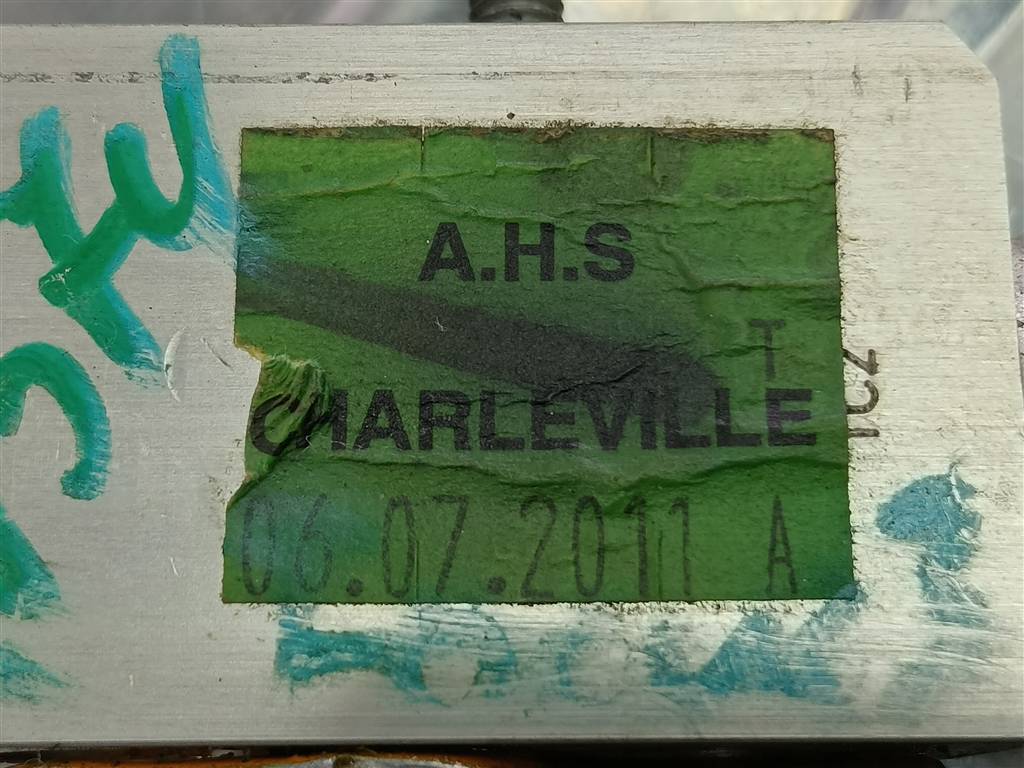 A.H.S
T
CHARLEVILLE
06.07.2011 A